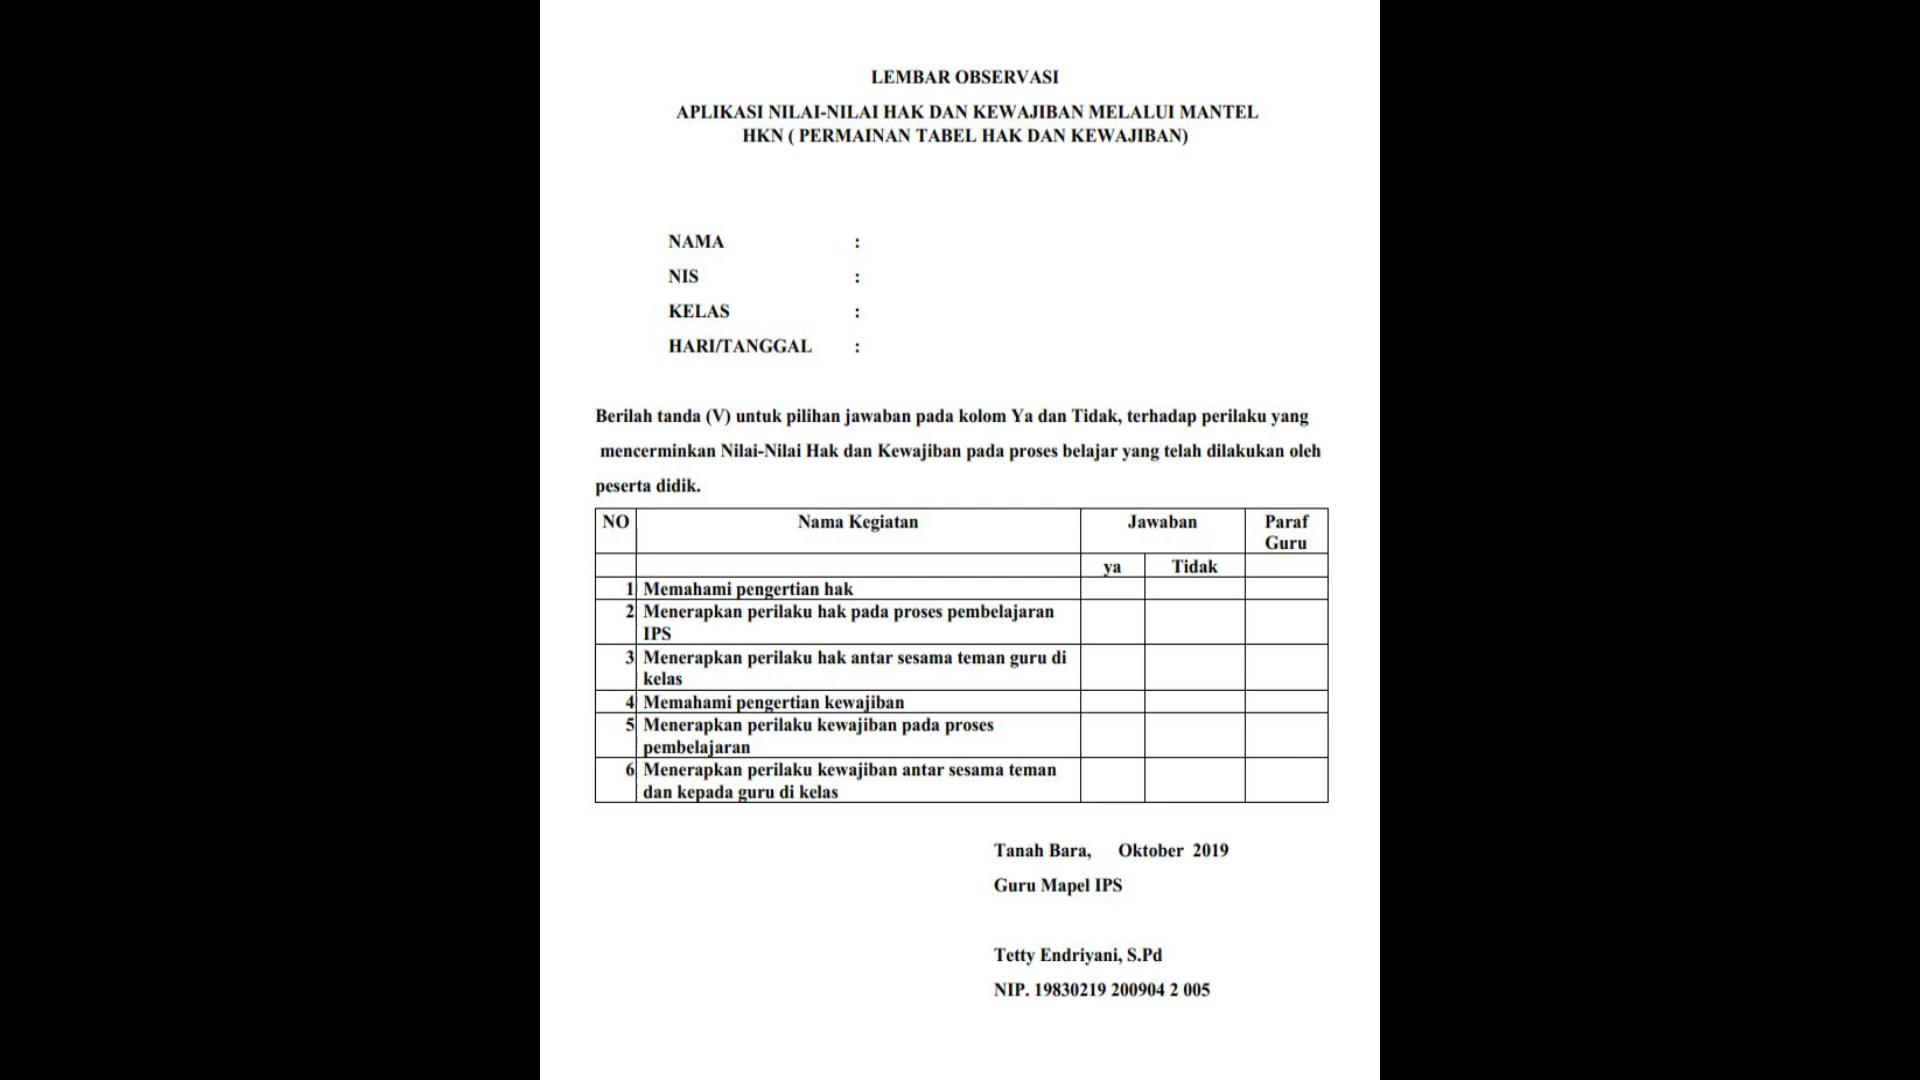 LEMBAR OBSERVASI
APLIKASI NILAI-NILAI HAK DAN KEWAJIBAN MELALUI MANTEL
HKN ( PERMAINAN TABEL HAK DAN KEWAJIBAN)
NAMA :
NIS :
KELAS :
HARI/TANGGAL :
Berilah tanda (V) untuk pilihan jawaban pada kolom Ya dan Tidak, terhadap perilaku yang
mencerminkan Nilai-Nilai Hak dan Kewajiban pada proses belajar yang telah dilakukan oleh
peserta didik.
NO Nama Kegiatan Jawaban Paraf
Guru
ya Tidak
1 Memahami pengertian hak
2 Menerapkan perilaku hak pada proses pembelajaran
IPS
3 Menerapkan perilaku hak antar sesama teman guru di
kelas
4 Memahami pengertian kewajiban
5 Menerapkan perilaku kewajiban pada proses
pembelajaran
6 Menerapkan perilaku kewajiban antar sesama teman
dan kepada guru di kelas
Tanah Bara, Oktober 2019
Guru Mapel IPS
Tetty Endriyani, S.Pd
NIP. 19830219 200904 2 005